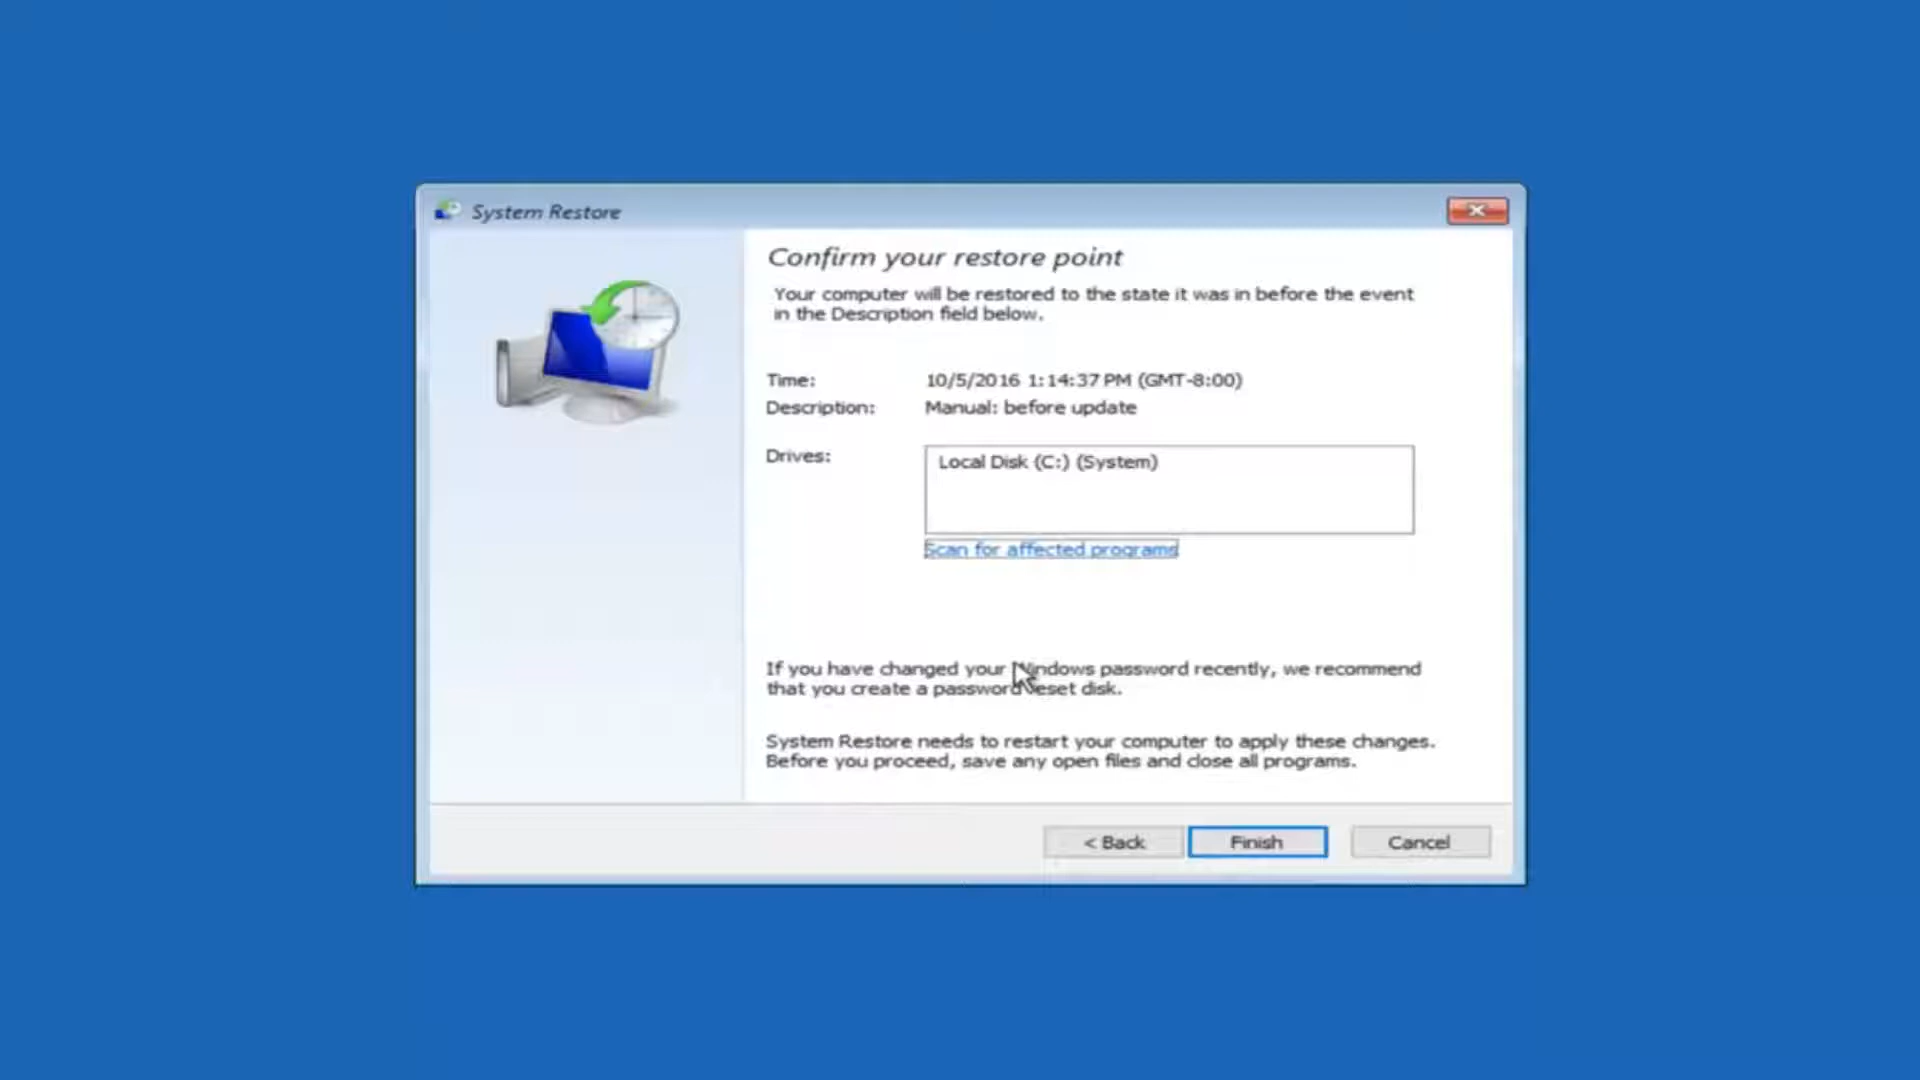 System Restore
Confirm your restore point
Your computer will be restored to the state it was in before the event
in the Description field below.
Time: 10/5/2016 1:14:37 PM (GMT-8:00)
Description: Manual: before update
Drives: Local Disk (C:) (System)
Scan for affected programs
If you have changed your Windows password recently, we recommend
that you create a password reset disk.
System Restore needs to restart your computer to apply these changes.
Before you proceed, save any open files and close all programs.
< Back Finish Cancel